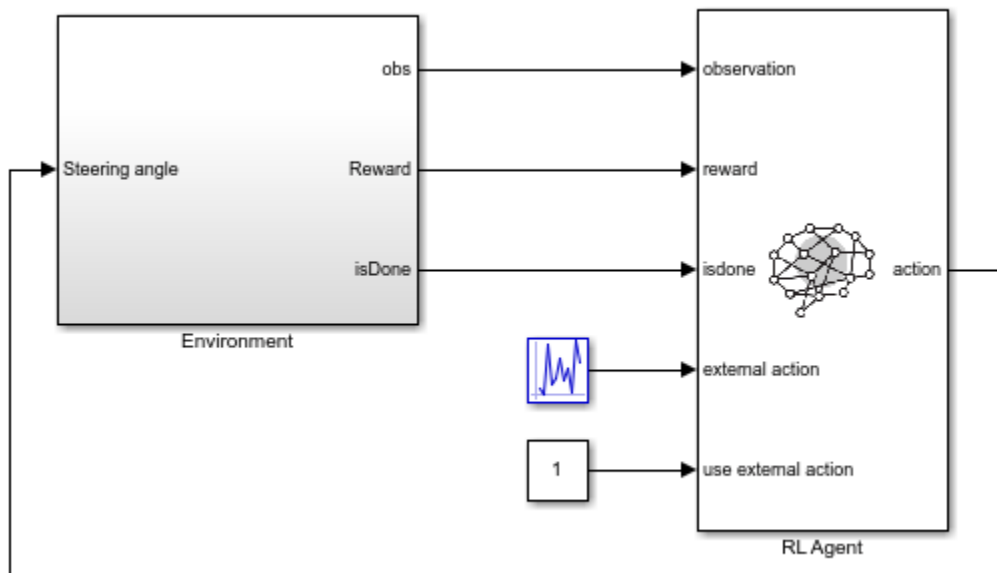 obs
observation
Steering angle
Reward
reward
isDone
isdone
action
Environment
external action
1
use external action
RL Agent